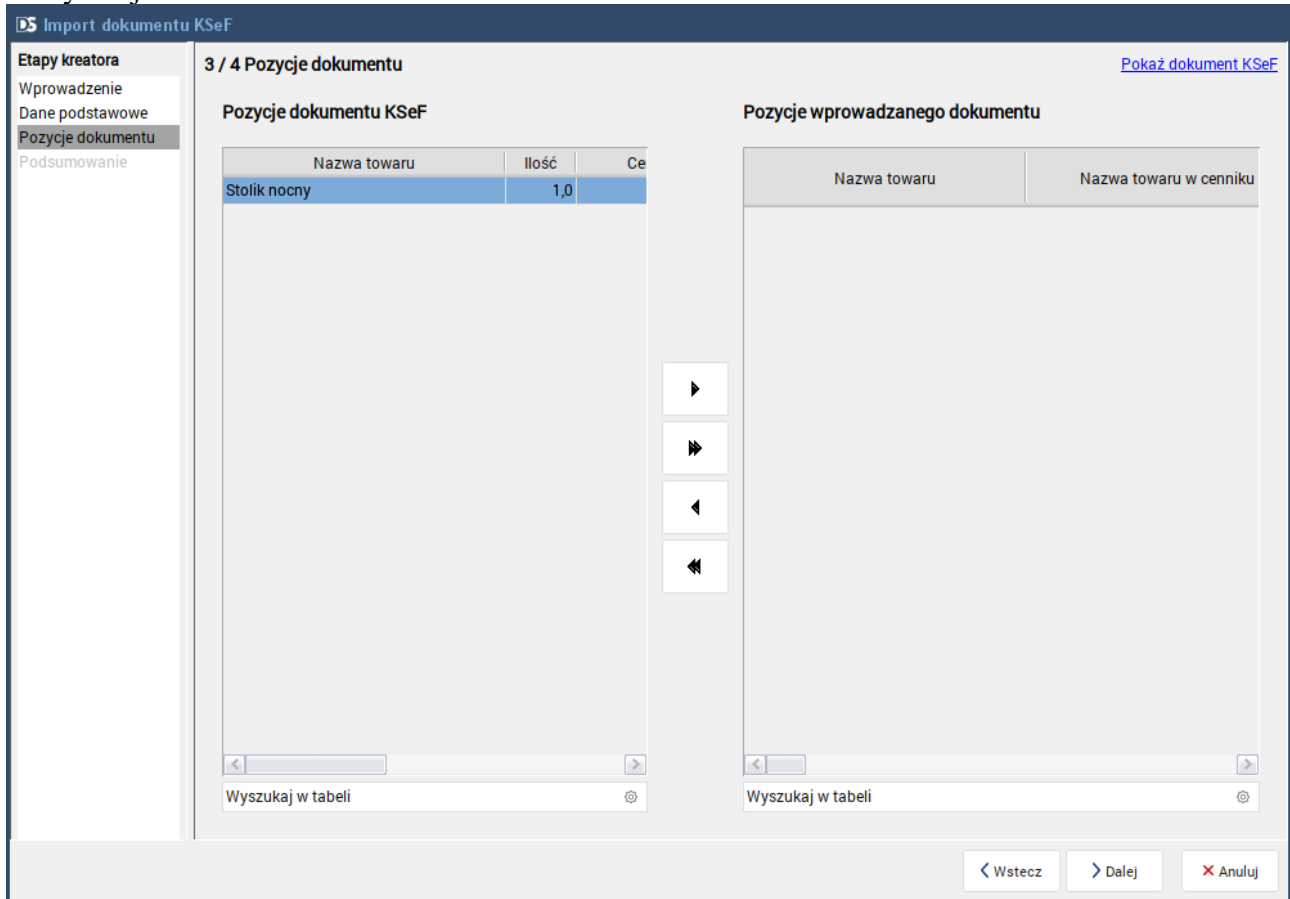 D5 Import dokumentu KSeF
Etapy kreatora
Wprowadzenie
Dane podstawowe
Pozycje dokumentu
Podsumowanie
3 / 4 Pozycje dokumentu
Pokaż dokument KSeF
Pozycje dokumentu KSeF
Nazwa towaru Ilość Ce
Stolik nocny 1,0
Wyszukaj w tabeli
Pozycje wprowadzanego dokumentu
Nazwa towaru Nazwa towaru w cenniku
Wyszukaj w tabeli
Wstecz Dalej Anuluj